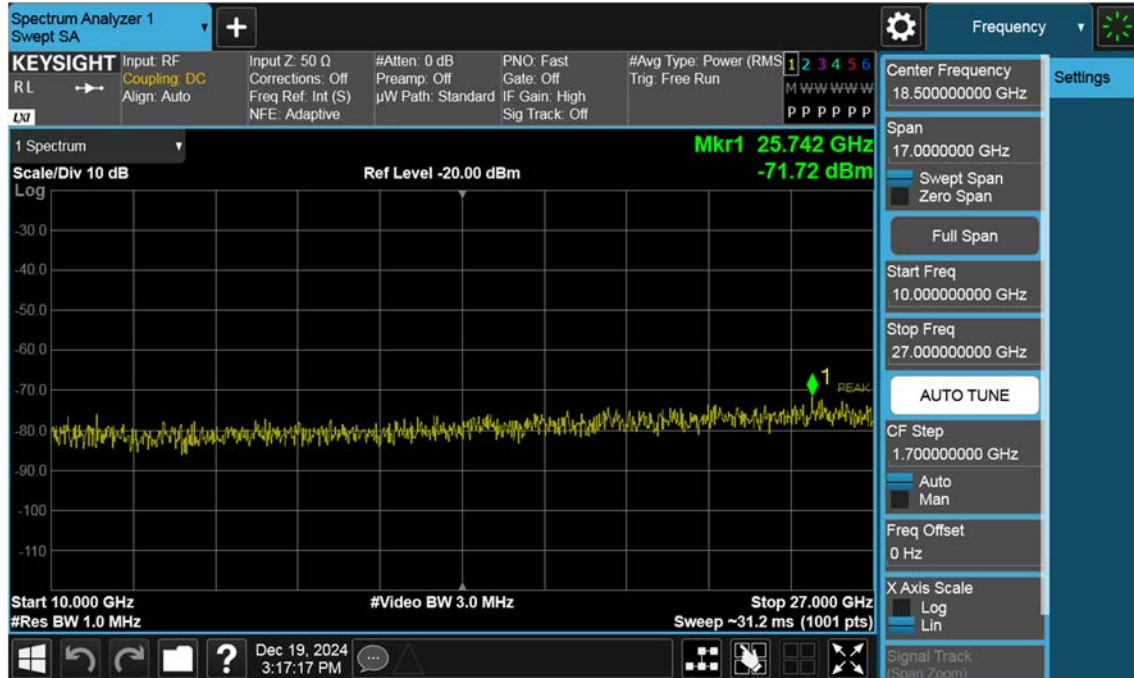 Spectrum Analyzer 1
Swept SA
Frequency
KEYSIGHT
R L
LXI
Input: RF
Coupling: DC
Align: Auto
Input Z: 50 Ω
Corrections: Off
Freq Ref: Int (S)
NFE: Adaptive
#Atten: 0 dB
Preamp: Off
µW Path: Standard
PNO: Fast
Gate: Off
IF Gain: High
Sig Track: Off
#Avg Type: Power (RMS
Trig: Free Run
1 2 3 4 5 6
M W W W W W
P P P P P P
1 Spectrum
Mkr1 25.742 GHz
-71.72 dBm
Scale/Div 10 dB
Ref Level -20.00 dBm
Log
-30.0
-40.0
-50.0
-60.0
-70.0
-80.0
-90.0
-100
-110
1
PEAK
Start 10.000 GHz
#Video BW 3.0 MHz
Stop 27.000 GHz
#Res BW 1.0 MHz
Sweep ~31.2 ms (1001 pts)
Dec 19, 2024
3:17:17 PM
Center Frequency
18.500000000 GHz
Settings
Span
17.0000000 GHz
Swept Span
Zero Span
Full Span
Start Freq
10.000000000 GHz
Stop Freq
27.000000000 GHz
AUTO TUNE
CF Step
1.700000000 GHz
Auto
Man
Freq Offset
0 Hz
X Axis Scale
Log
Lin
Signal Track
(Span Zoom)